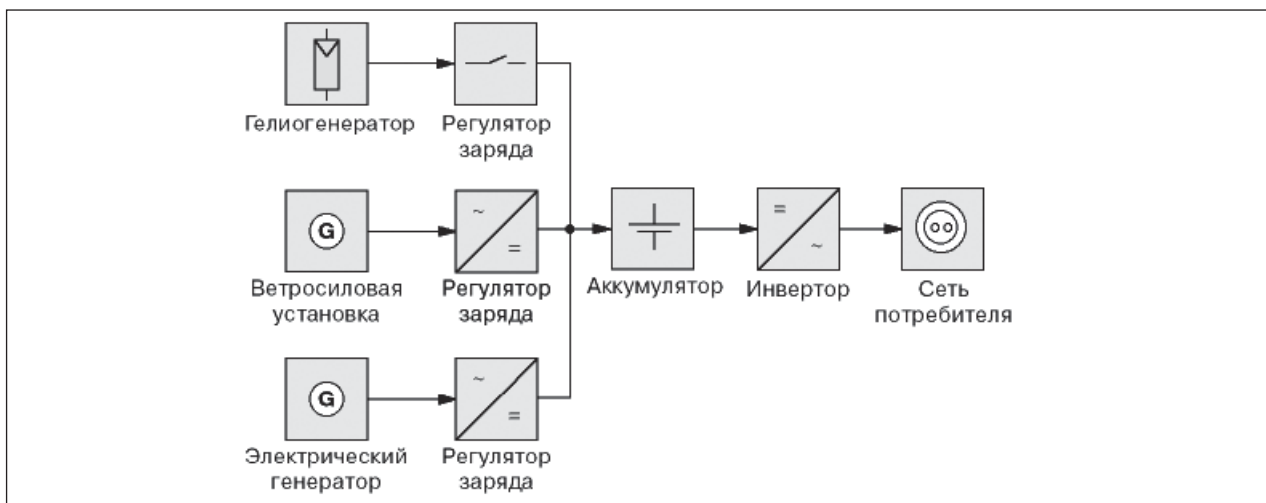 Гелиогенератор
Регулятор
заряда
~
=
G
Ветросиловая
установка
Регулятор
заряда
Аккумулятор
=
~
Инвертор
Сеть
потребителя
~
=
G
Электрический
генератор
Регулятор
заряда